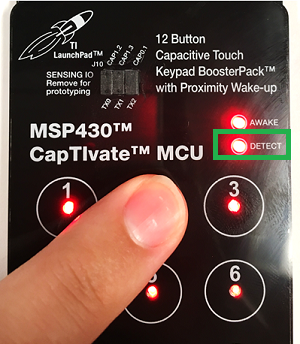 TI
LaunchPad™
J10
CAP1.2
CAP1.3
CAP0.1
SENSING IO
Remove for
prototyping
TX0
TX1
TX2
12 Button
Capacitive Touch
Keypad BoosterPack™
with Proximity Wake-up
MSP430™
CapTIvate™ MCU
AWAKE
DETECT
1
3
6